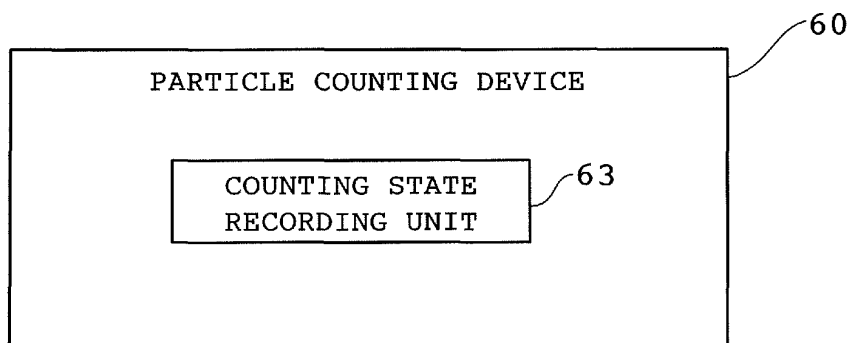 60
PARTICLE COUNTING DEVICE
COUNTING STATE
RECORDING UNIT
63